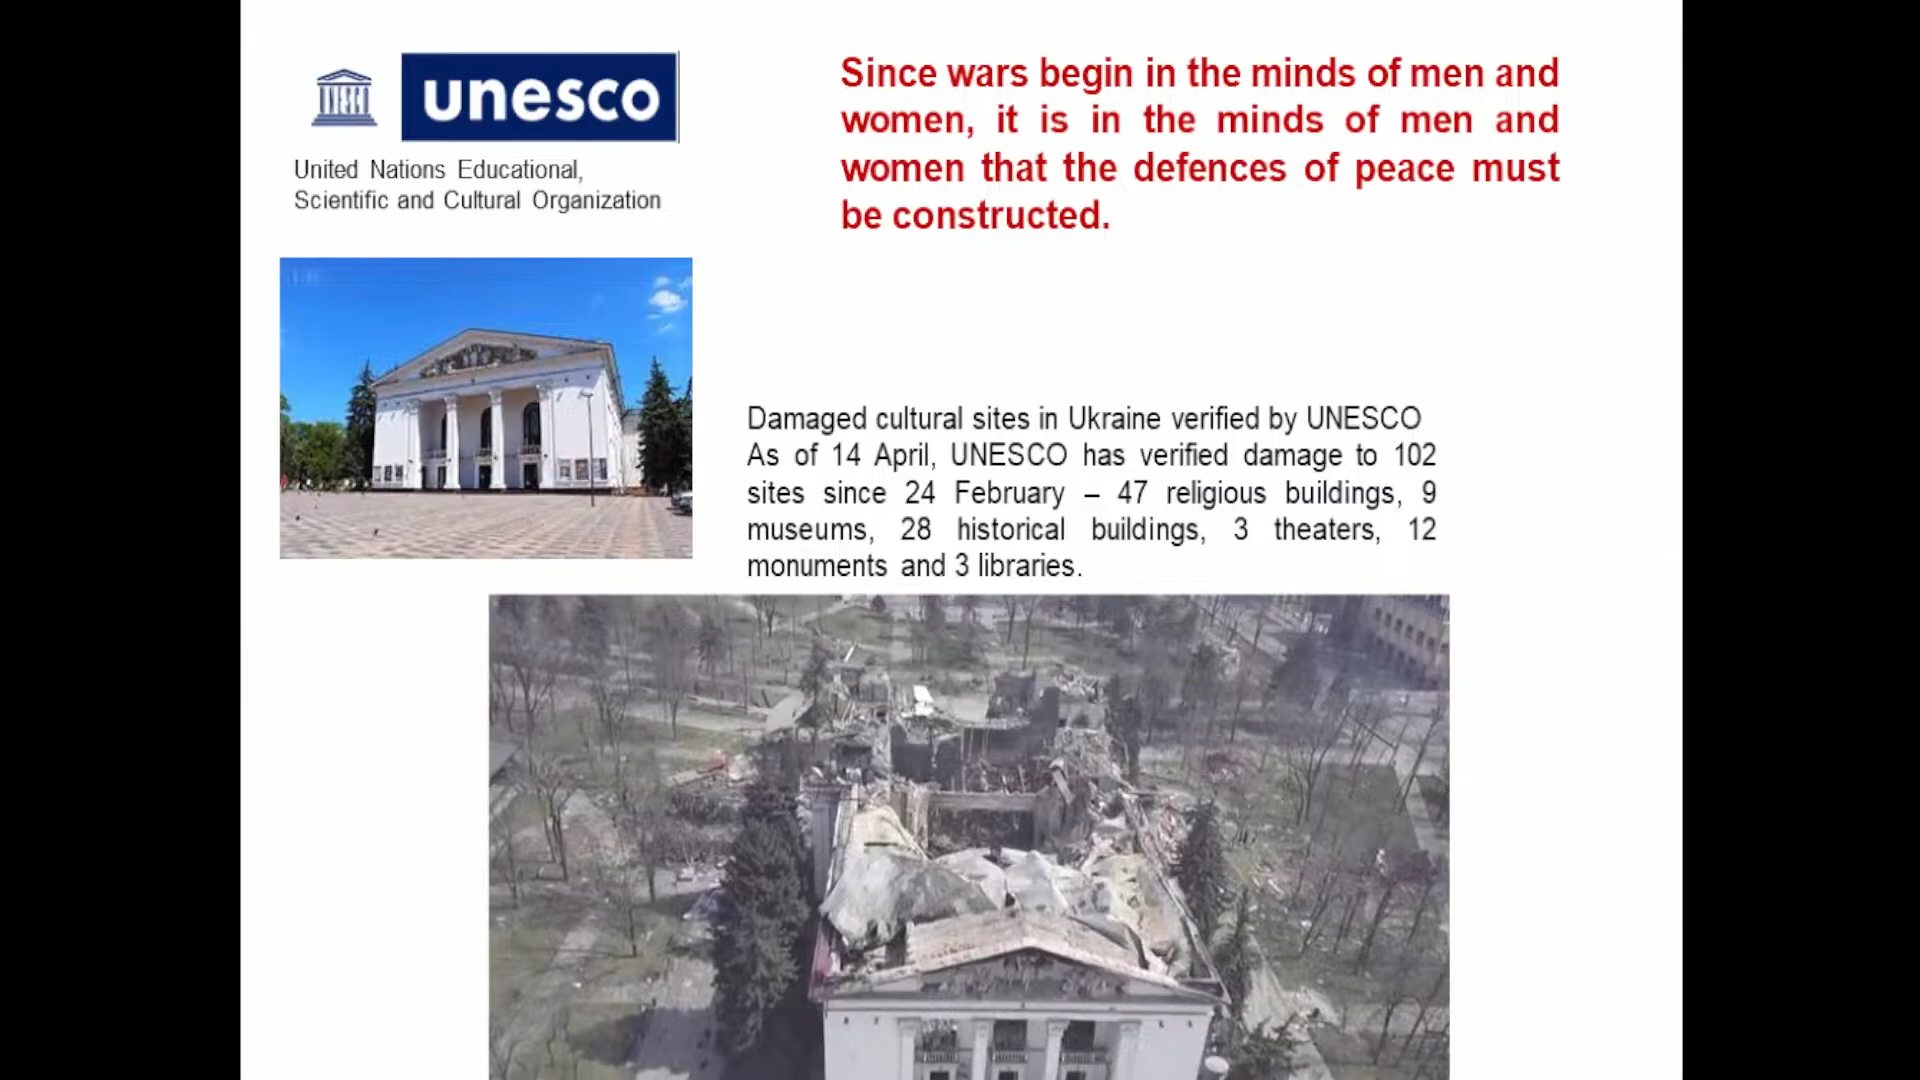 unesco
United Nations Educational,
Scientific and Cultural Organization
Since wars begin in the minds of men and
women, it is in the minds of men and
women that the defences of peace must
be constructed.
Damaged cultural sites in Ukraine verified by UNESCO
As of 14 April, UNESCO has verified damage to 102
sites since 24 February – 47 religious buildings, 9
museums, 28 historical buildings, 3 theaters, 12
monuments and 3 libraries.